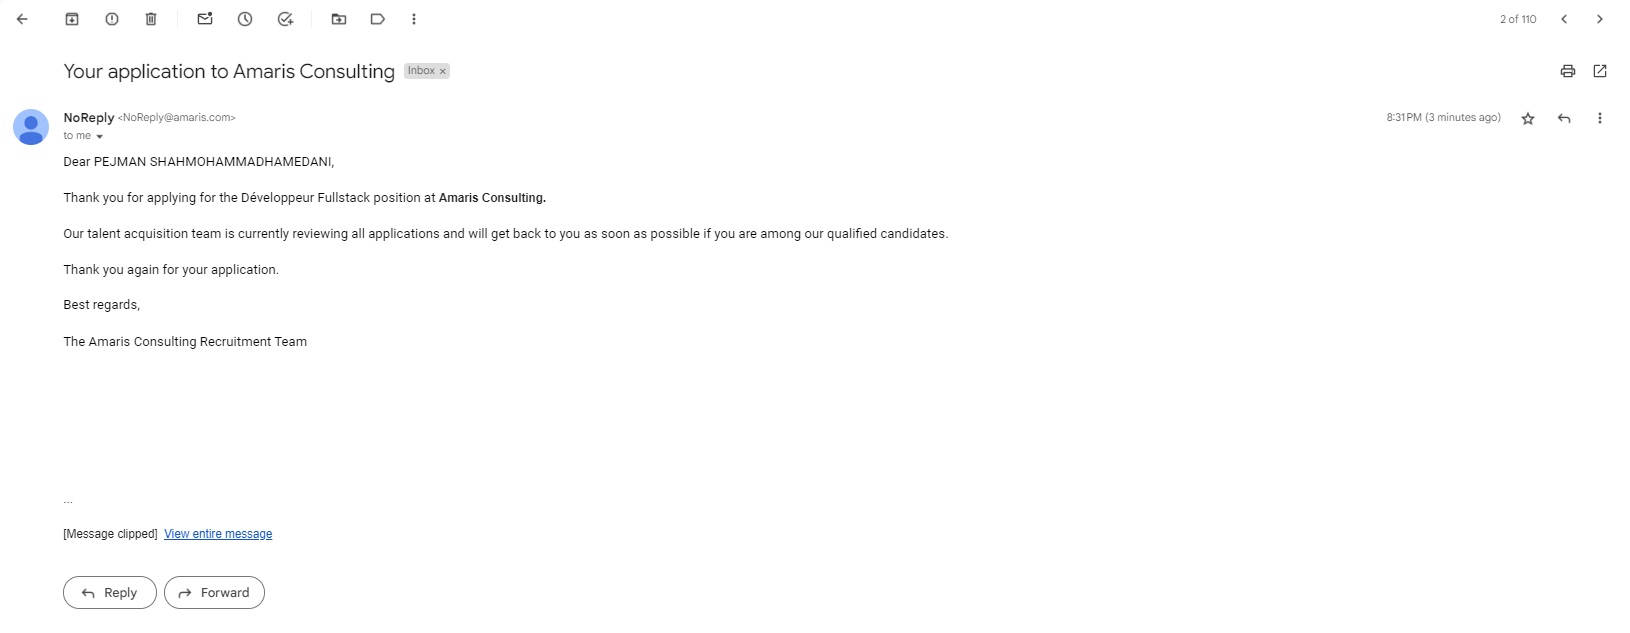 2 of 110
Your application to Amaris Consulting Inbox ×
NoReply <NoReply@amaris.com> 8:31 PM (3 minutes ago)
to me
Dear PEJMAN SHAHMOHAMMADHAMEDANI,
Thank you for applying for the Développeur Fullstack position at Amaris Consulting.
Our talent acquisition team is currently reviewing all applications and will get back to you as soon as possible if you are among our qualified candidates.
Thank you again for your application.
Best regards,
The Amaris Consulting Recruitment Team
...
[Message clipped] View entire message
Reply Forward